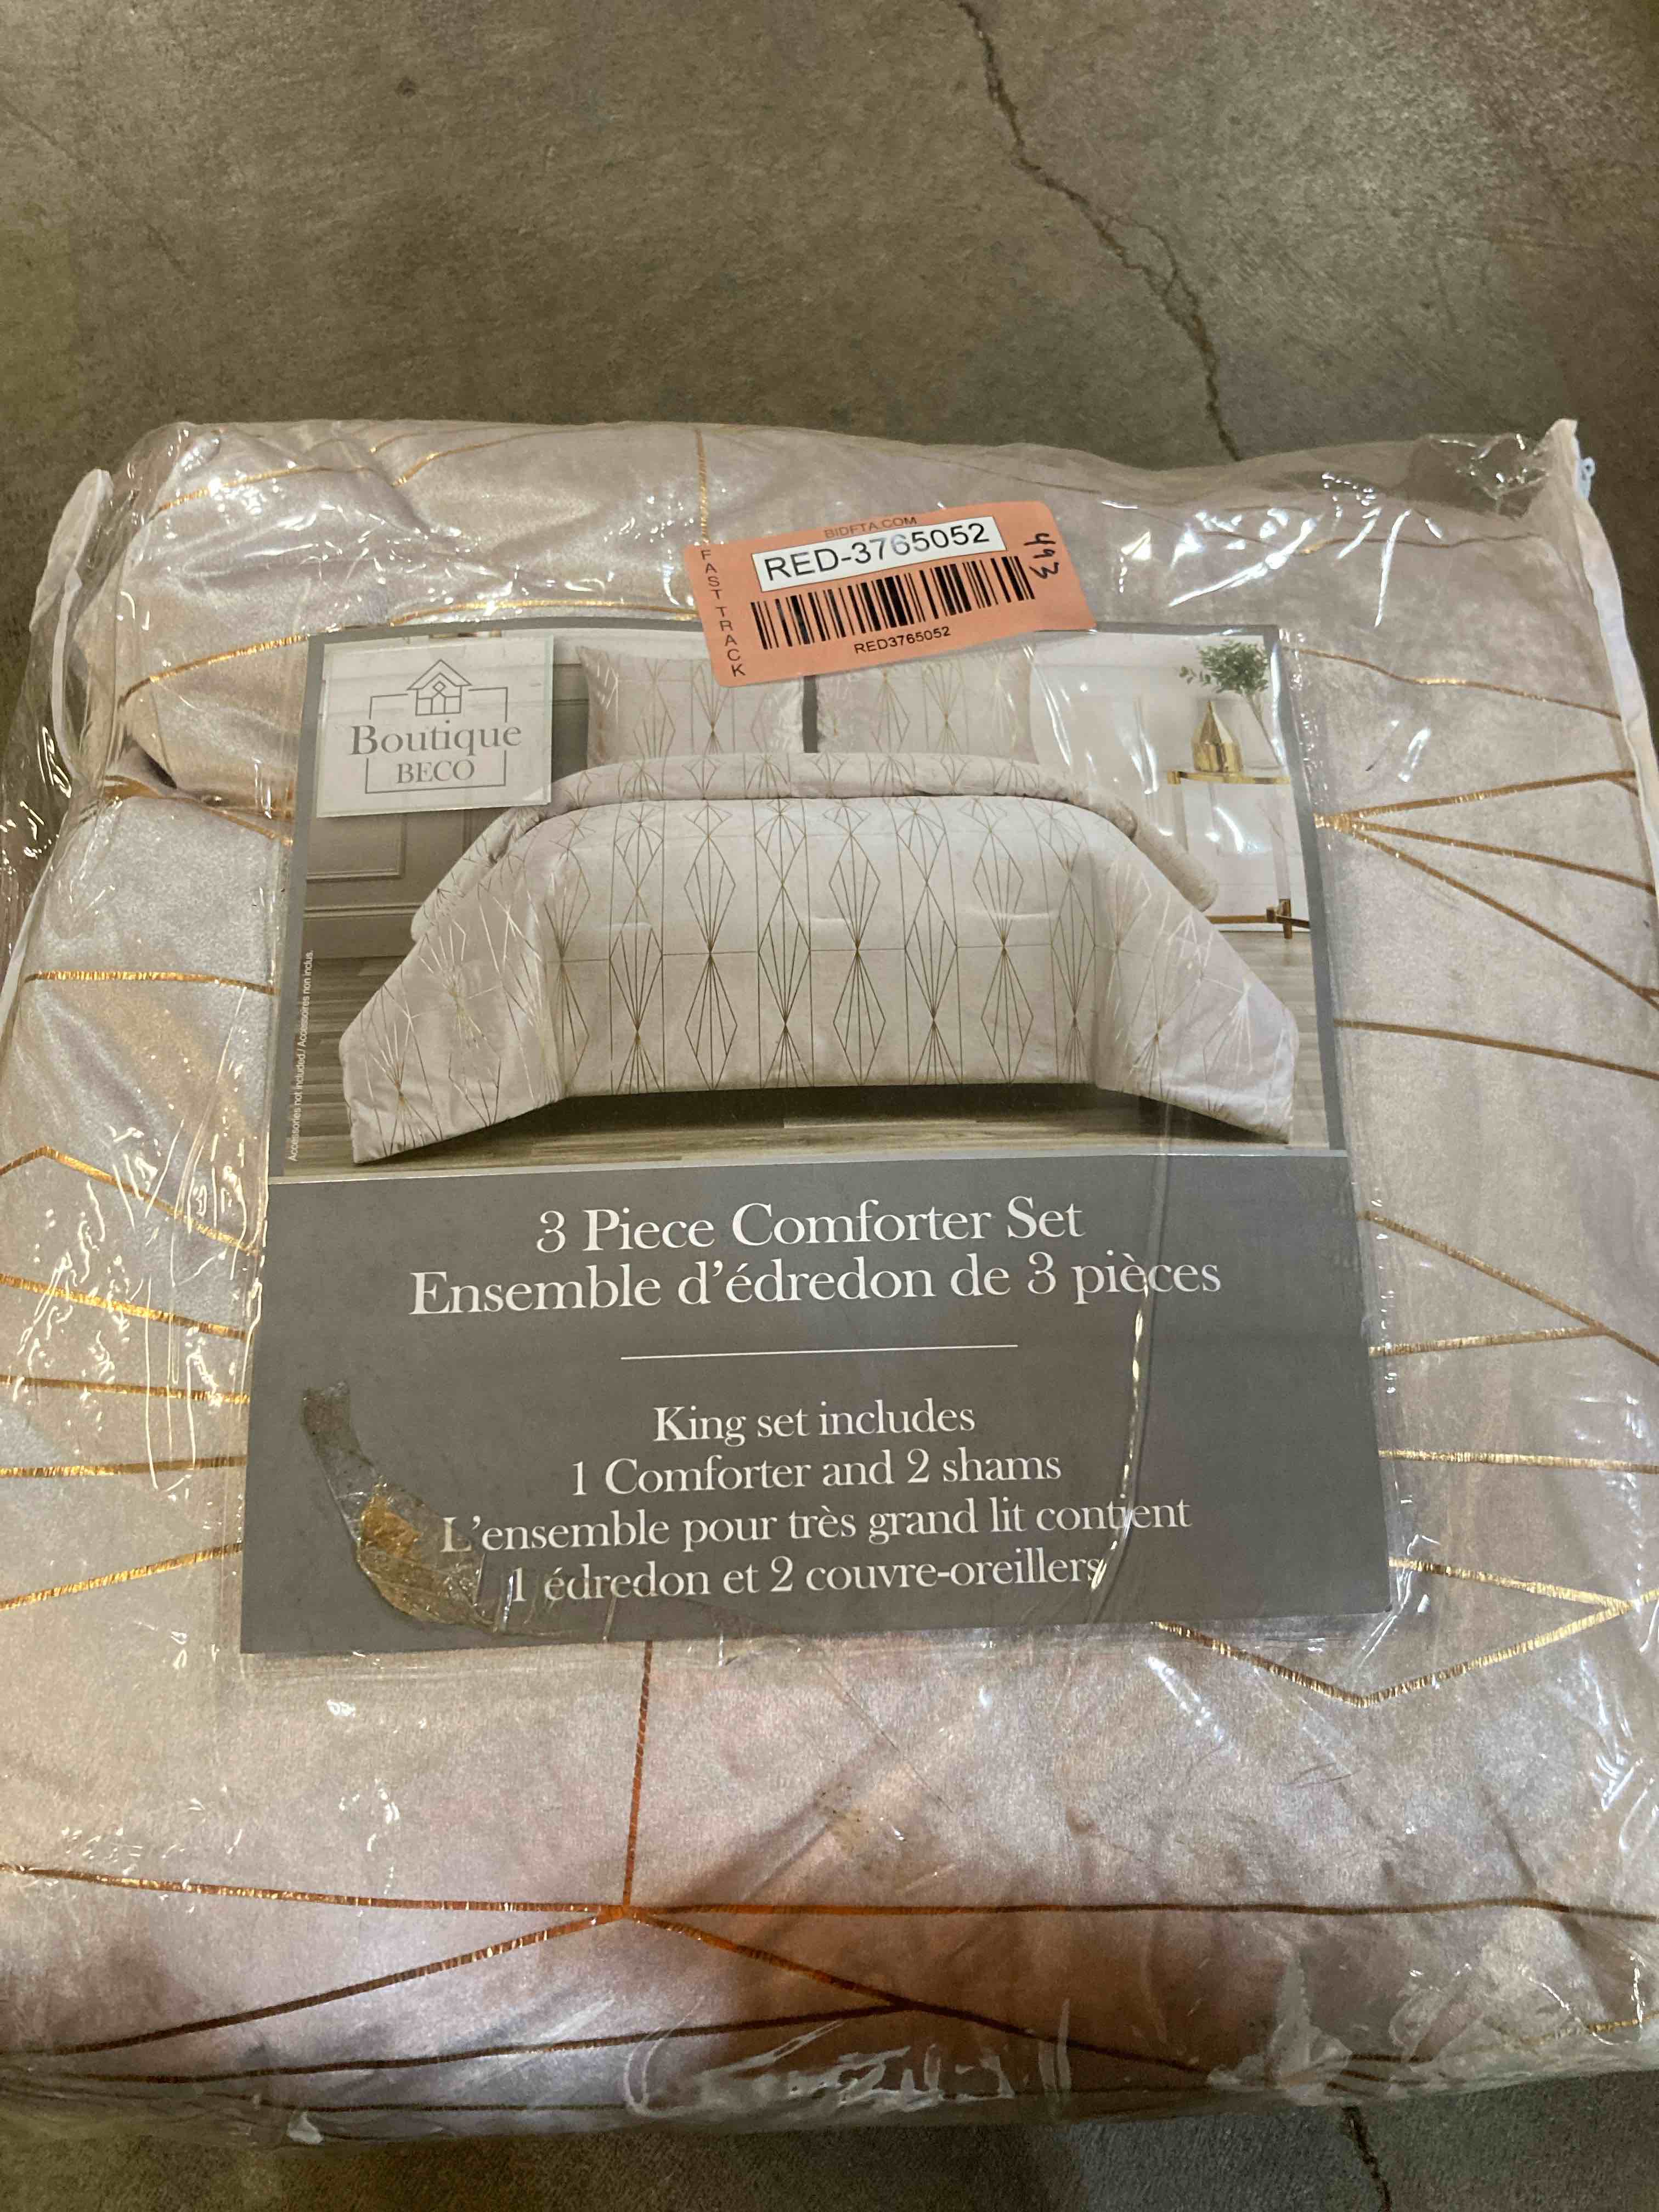 BIDFTA.COM
FAST TRACK
RED-3765052
493
RED3765052
Boutique
BECO
Accessories not included / Accessoires non inclus.
3 Piece Comforter Set
Ensemble d'édredon de 3 pièces
King set includes
1 Comforter and 2 shams
L'ensemble pour très grand lit contient
1 édredon et 2 couvre-oreillers